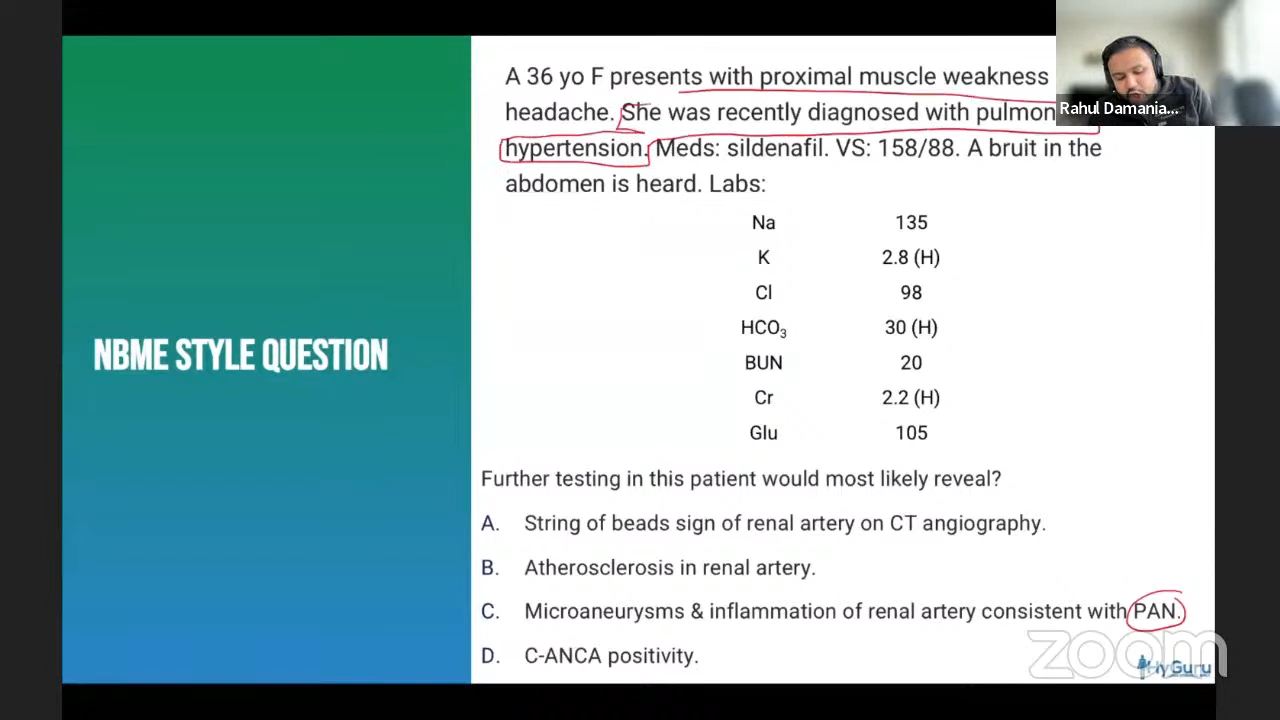 A 36 yo F presents with proximal muscle weakness
headache. She was recently diagnosed with pulmon
hypertension. Meds: sildenafil. VS: 158/88. A bruit in the
abdomen is heard. Labs:
Rahul Damania...
Na 135
K 2.8 (H)
Cl 98
HCO₃ 30 (H)
BUN 20
Cr 2.2 (H)
Glu 105
NBME STYLE QUESTION
Further testing in this patient would most likely reveal?
A. String of beads sign of renal artery on CT angiography.
B. Atherosclerosis in renal artery.
C. Microaneurysms & inflammation of renal artery consistent with PAN.
D. C-ANCA positivity.
zoom
HyGuru